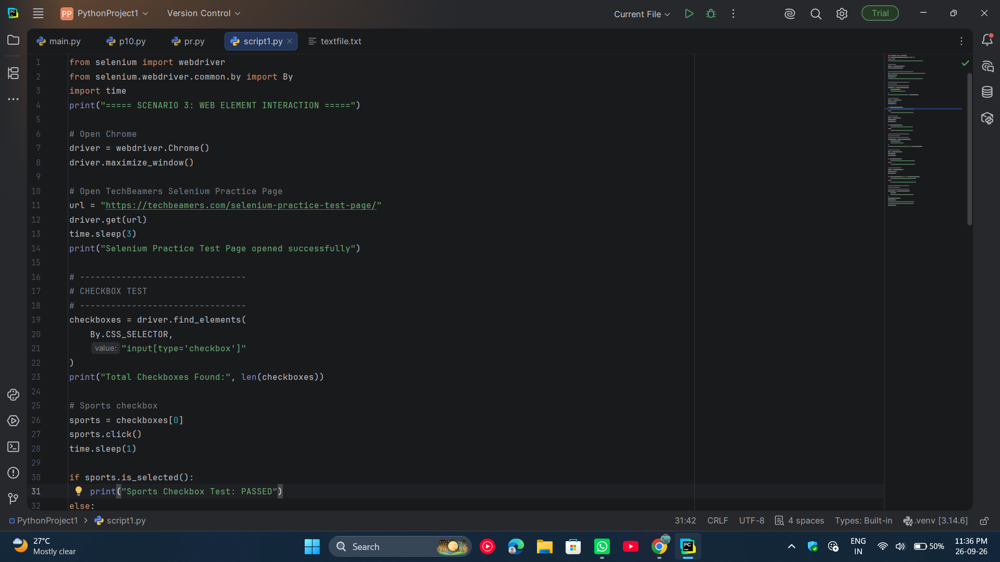 PP PythonProject1 Version Control Current File Trial
main.py p10.py pr.py script1.py textfile.txt
1 from selenium import webdriver
2 from selenium.webdriver.common.by import By
3 import time
4 print("===== SCENARIO 3: WEB ELEMENT INTERACTION =====")
5
6 # Open Chrome
7 driver = webdriver.Chrome()
8 driver.maximize_window()
9
10 # Open TechBeamers Selenium Practice Page
11 url = "https://techbeamers.com/selenium-practice-test-page/"
12 driver.get(url)
13 time.sleep(3)
14 print("Selenium Practice Test Page opened successfully")
15
16 # --------------------------------
17 # CHECKBOX TEST
18 # --------------------------------
19 checkboxes = driver.find_elements(
20 By.CSS_SELECTOR,
21 value: "input[type='checkbox']"
22 )
23 print("Total Checkboxes Found:", len(checkboxes))
24
25 # Sports checkbox
26 sports = checkboxes[0]
27 sports.click()
28 time.sleep(1)
29
30 if sports.is_selected():
31 print("Sports Checkbox Test: PASSED")
32 else:
PythonProject1 > script1.py 31:42 CRLF UTF-8 4 spaces Types: Built-in .venv [3.14.6]
27°C
Mostly clear
Search
ENG
IN
50%
11:36 PM
26-09-26